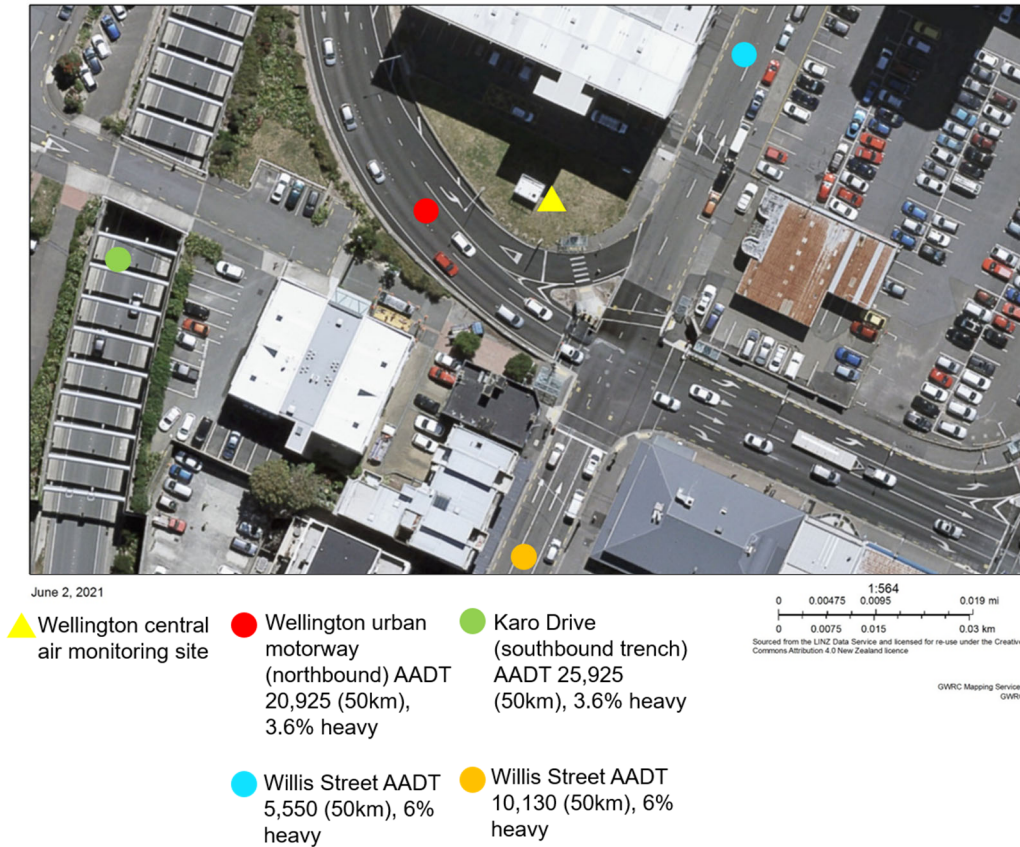 June 2, 2021
1:564
0 0.00475 0.0095 0.019 mi
0 0.0075 0.015 0.03 km
Sourced from the LINZ Data Service and licensed for re-use under the Creative
Commons Attribution 4.0 New Zealand licence
GWRC Mapping Service
GWR
Wellington central
air monitoring site
Wellington urban
motorway
(northbound) AADT
20,925 (50km),
3.6% heavy
Karo Drive
(southbound trench)
AADT 25,925
(50km), 3.6% heavy
Willis Street AADT
5,550 (50km), 6%
heavy
Willis Street AADT
10,130 (50km), 6%
heavy